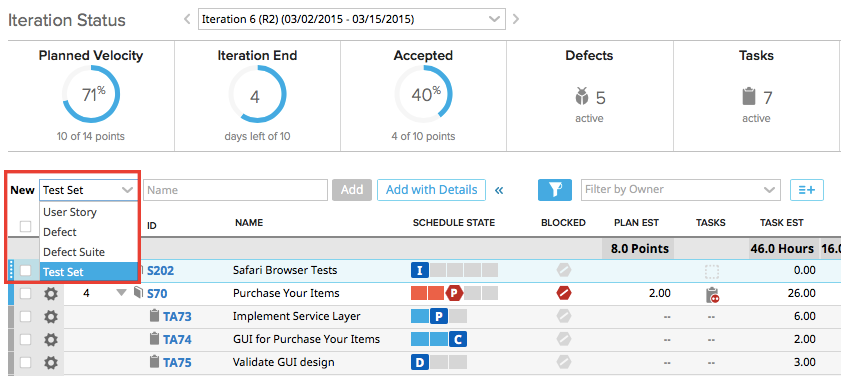 Iteration Status
Iteration 6 (R2) (03/02/2015 - 03/15/2015)
Planned Velocity Iteration End Accepted Defects Tasks
71% 4 40% 5 7
10 of 14 points days left of 10 4 of 10 points active active
New Test Set Name Add Add with Details « Filter by Owner
User Story
Defect
Defect Suite
Test Set
ID NAME SCHEDULE STATE BLOCKED PLAN EST TASKS TASK EST
8.0 Points 46.0 Hours 16.0
S202 Safari Browser Tests I 0.00
4 S70 Purchase Your Items P 2.00 26.00
TA73 Implement Service Layer P -- -- 6.00
TA74 GUI for Purchase Your Items C -- -- 2.00
TA75 Validate GUI design D -- -- 3.00